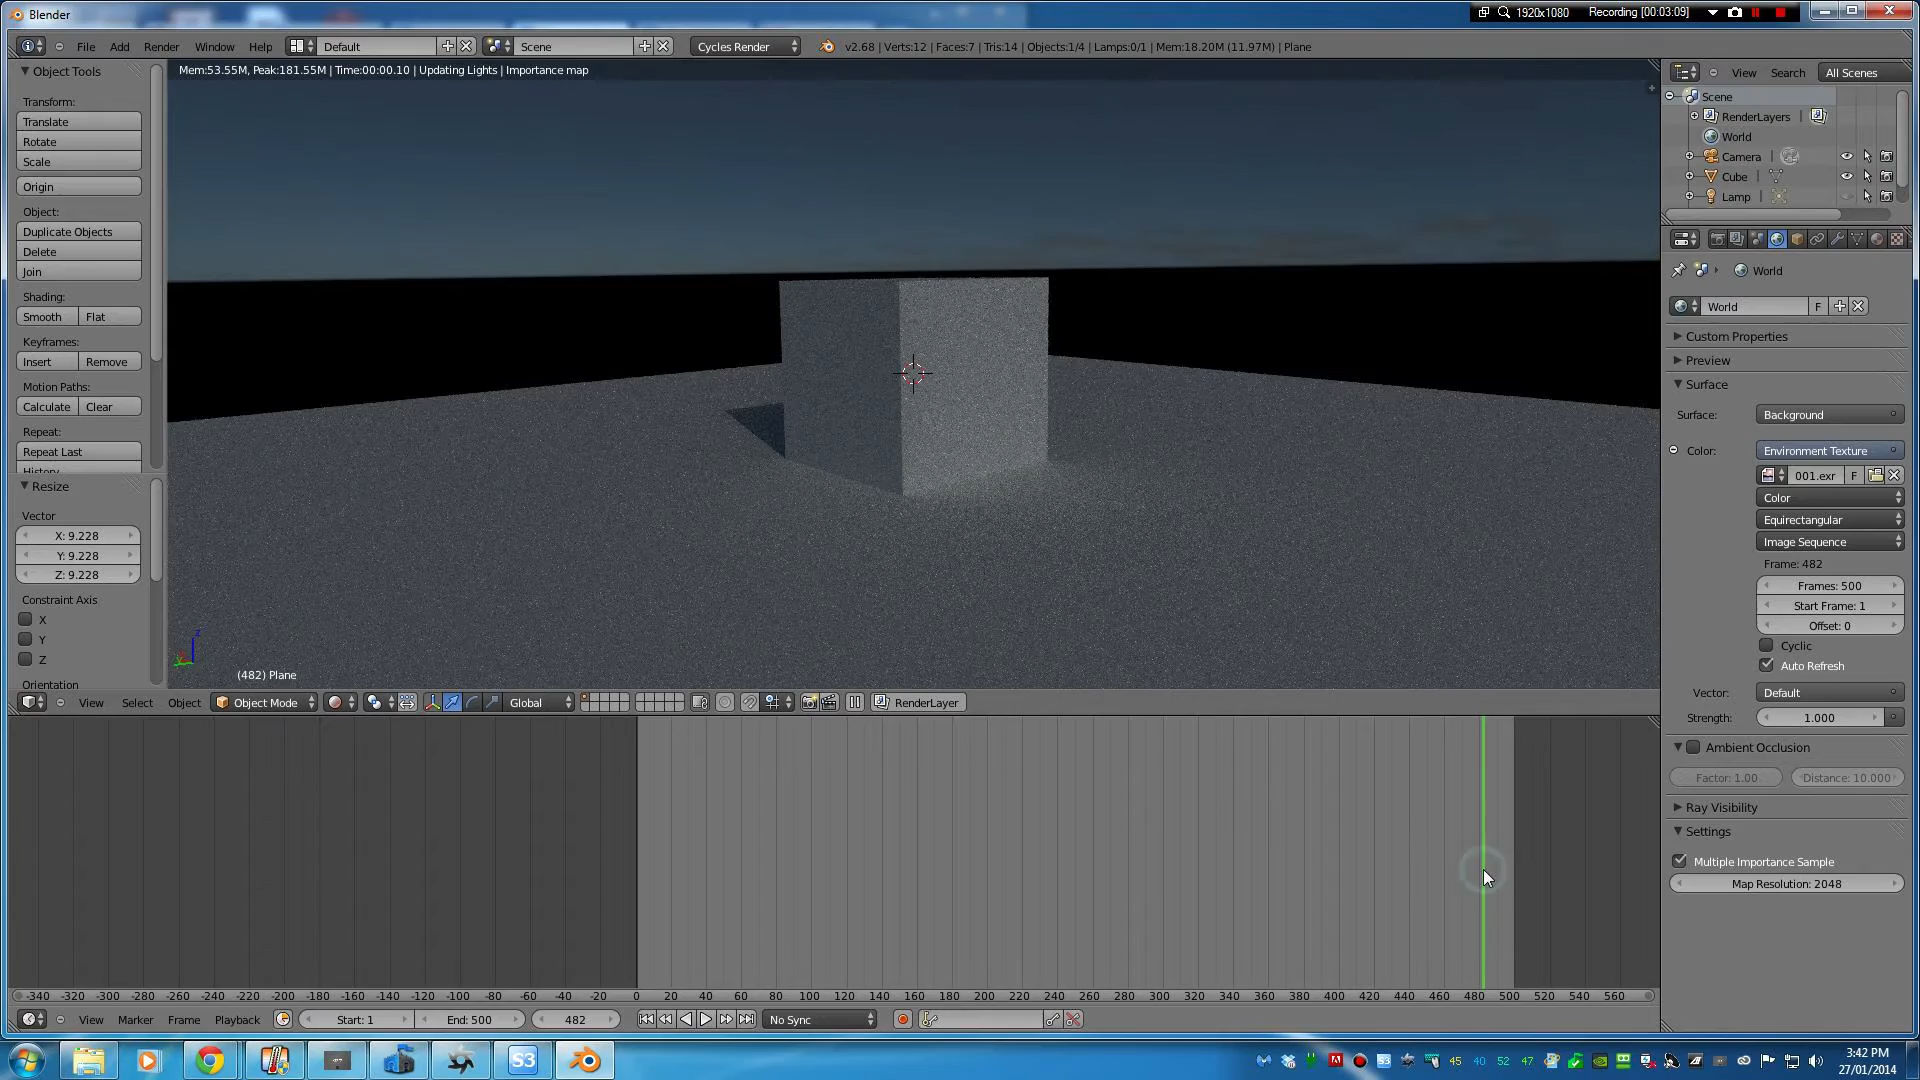 Blender
1920x1080
Recording [00:03:09]
File
Add
Render
Window
Help
Default
Scene
Cycles Render
v2.68 | Verts:12 | Faces:7 | Tris:14 | Objects:1/4 | Lamps:0/1 | Mem:18.20M (11.97M) | Plane
Mem:53.55M, Peak:181.55M | Time:00:00.10 | Updating Lights | Importance map
Object Tools
Transform:
Translate
Rotate
Scale
Origin
Object:
Duplicate Objects
Delete
Join
Shading:
Smooth
Flat
Keyframes:
Insert
Remove
Motion Paths:
Calculate
Clear
Repeat:
Repeat Last
History
Resize
Vector
X: 9.228
Y: 9.228
Z: 9.228
Constraint Axis
X
Y
Z
Orientation
z
(482) Plane
View
Select
Object
Object Mode
Global
RenderLayer
View
Search
All Scenes
Scene
RenderLayers
World
Camera
Cube
Lamp
World
World
F
Custom Properties
Preview
Surface
Surface:
Background
Color:
Environment Texture
001.exr
F
Color
Equirectangular
Image Sequence
Frame: 482
Frames: 500
Start Frame: 1
Offset: 0
Cyclic
Auto Refresh
Vector:
Default
Strength:
1.000
Ambient Occlusion
Factor: 1.00
Distance: 10.000
Ray Visibility
Settings
Multiple Importance Sample
Map Resolution: 2048
-340 -320 -300 -280 -260 -240 -220 -200 -180 -160 -140 -120 -100 -80 -60 -40 -20 0 20 40 60 80 100 120 140 160 180 200 220 240 260 280 300 320 340 360 380 400 420 440 460 480 500 520 540 560
View
Marker
Frame
Playback
Start: 1
End: 500
482
No Sync
S3
S3
45
40
52
47
3:42 PM
27/01/2014